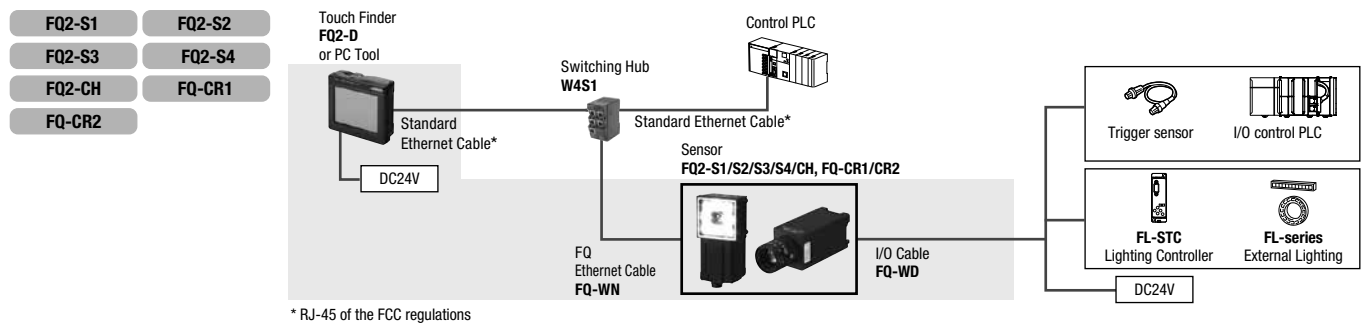 FQ2-S1
FQ2-S2
FQ2-S3
FQ2-S4
FQ2-CH
FQ-CR1
FQ-CR2
Touch Finder
FQ2-D
or PC Tool
Standard
Ethernet Cable*
DC24V
Switching Hub
W4S1
Control PLC
Standard Ethernet Cable*
Sensor
FQ2-S1/S2/S3/S4/CH, FQ-CR1/CR2
FQ
Ethernet Cable
FQ-WN
I/O Cable
FQ-WD
Trigger sensor
I/O control PLC
FL-STC
Lighting Controller
FL-series
External Lighting
DC24V
* RJ-45 of the FCC regulations